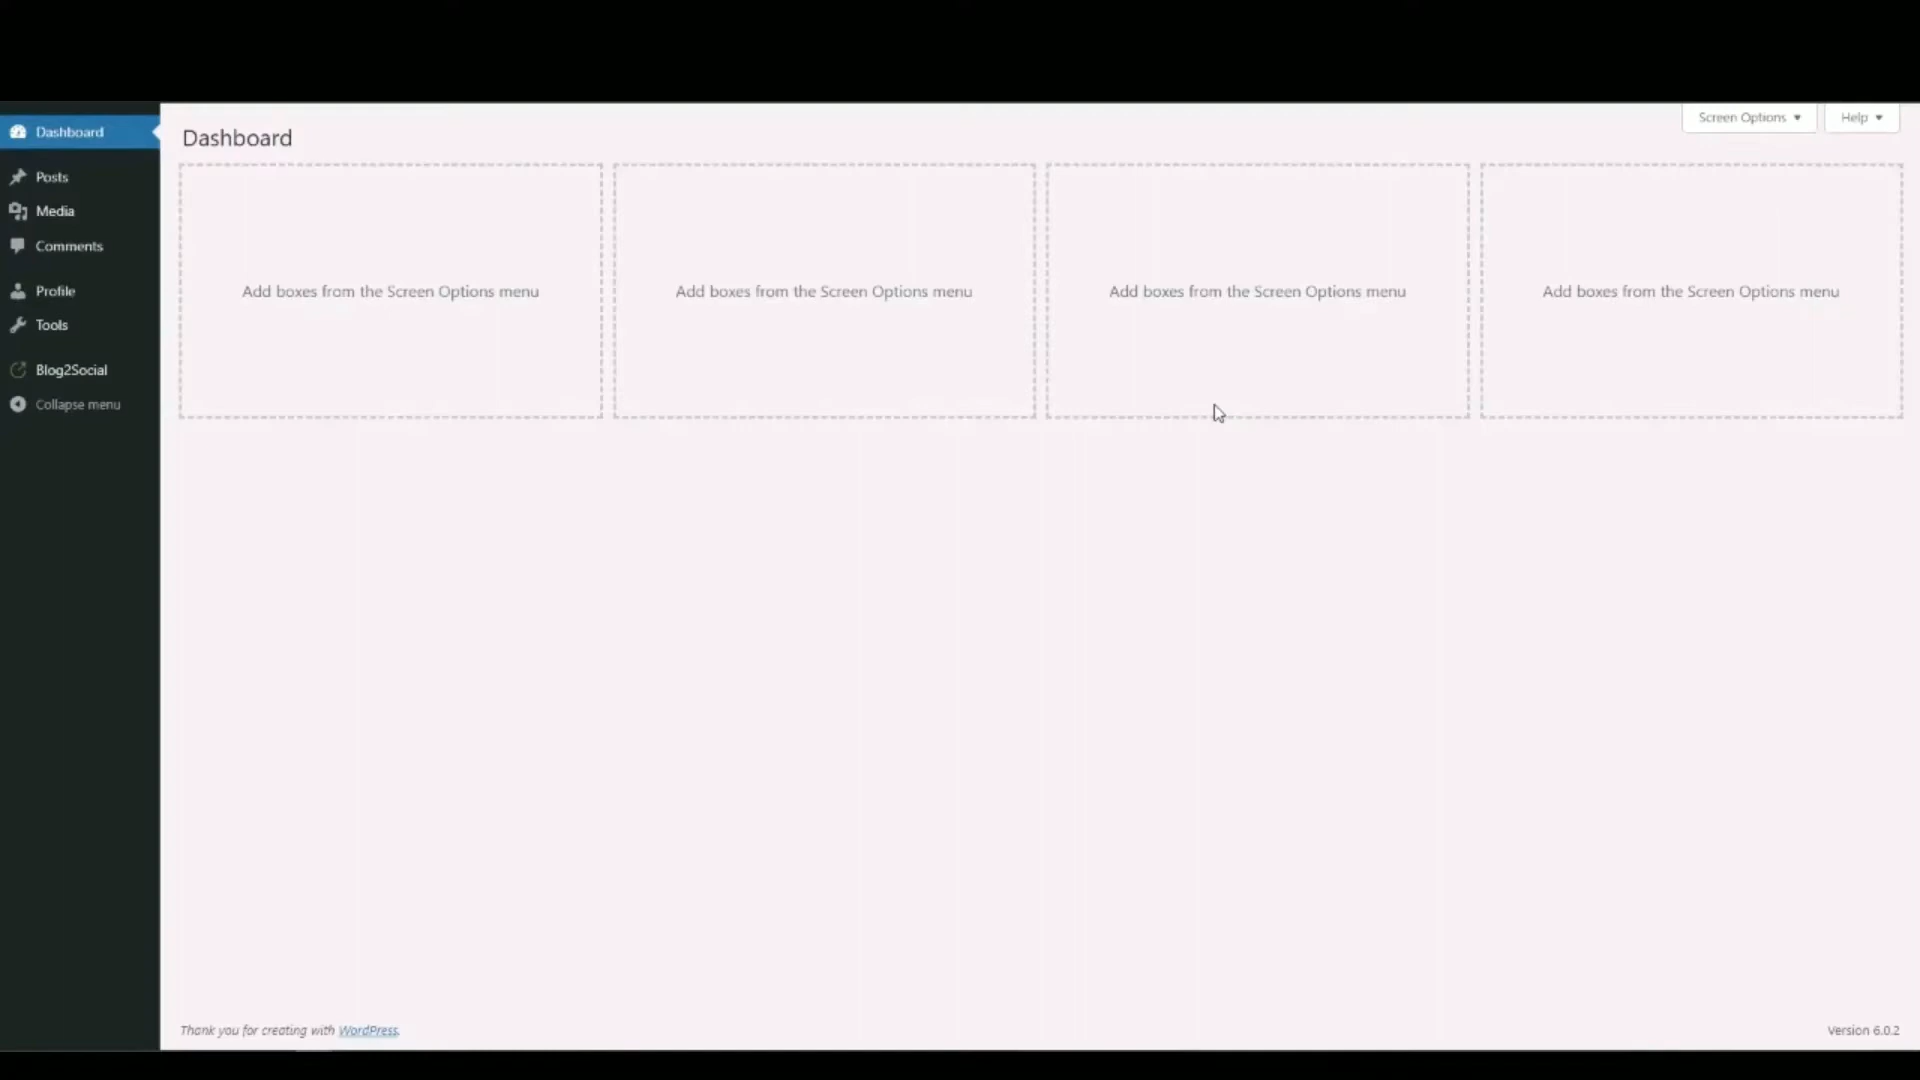 Dashboard
Posts
Media
Comments
Profile
Tools
Blog2Social
Collapse menu
Screen Options
Help
Dashboard
Add boxes from the Screen Options menu
Add boxes from the Screen Options menu
Add boxes from the Screen Options menu
Add boxes from the Screen Options menu
Thank you for creating with WordPress.
Version 6.0.2